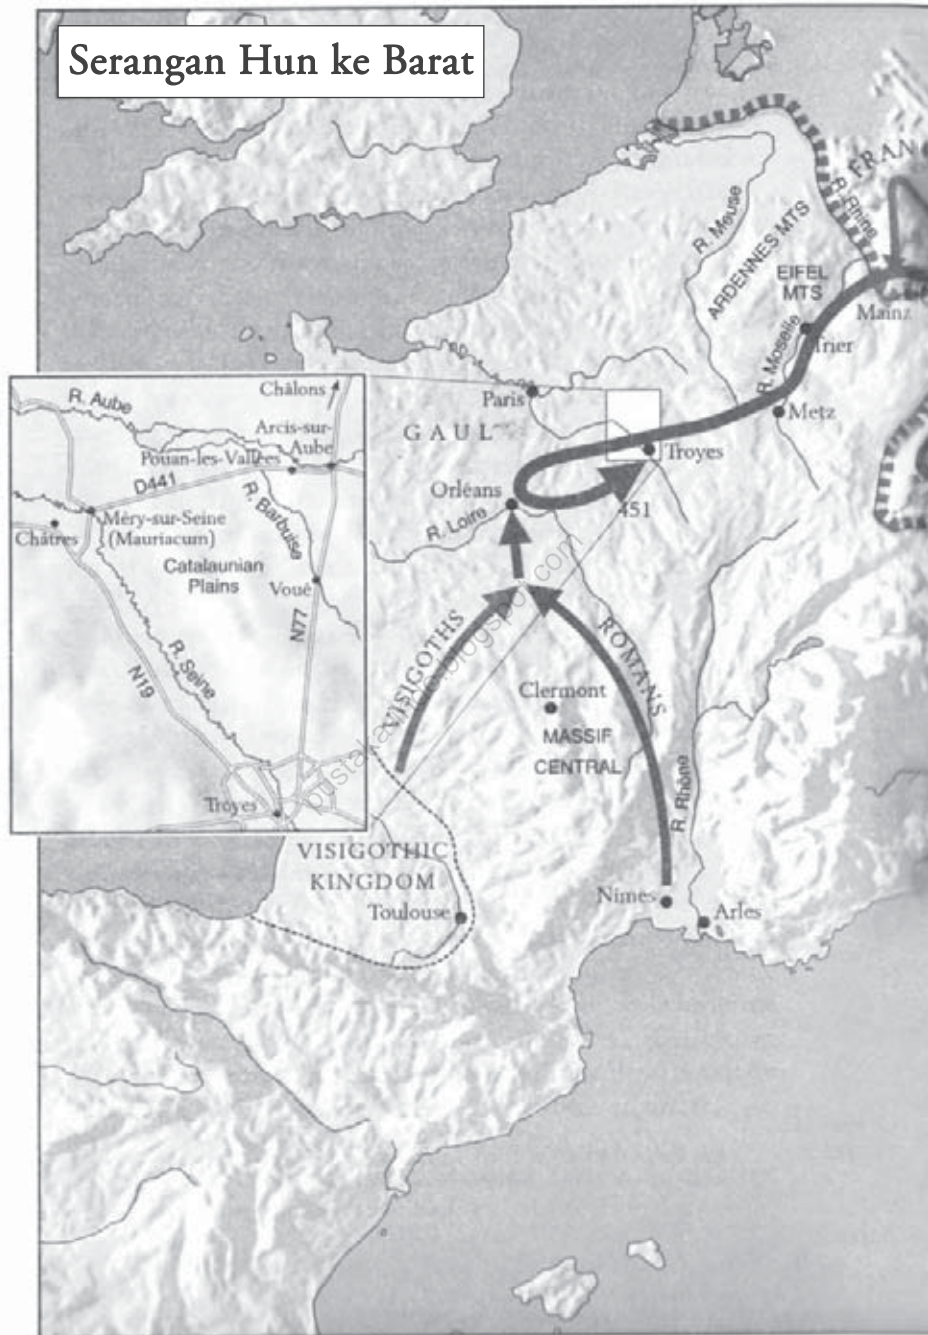 Serangan Hun ke Barat
FRAN
R. Rhine
R. Meuse
ARDENNES MTS
EIFEL
MTS
Mainz
R. Moselle
Trier
Metz
Paris
GAUL
Troyes
Orléans
R. Loire
451
VISIGOTHS
ROMANS
Clermont
MASSIF
CENTRAL
R. Rhône
VISIGOTHIC
KINGDOM
Toulouse
Nîmes
Arles
Châlons
R. Aube
Arcis-sur-
Aube
Pouan-les-Vallées
D441
R. Barbuise
Méry-sur-Seine
(Mauriacum)
Châtres
Catalaunian
Plains
Voué
N77
R. Seine
N19
Troyes